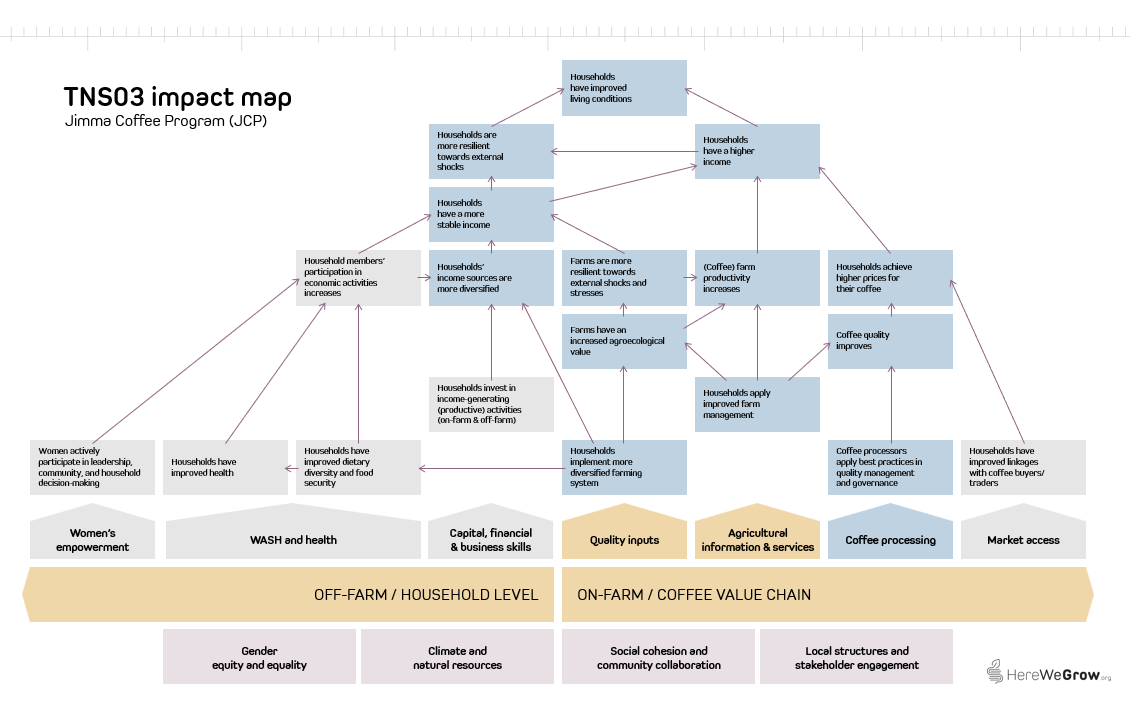 TNS03 impact map
Jimma Coffee Program (JCP)
Households
have improved
living conditions
Households are
more resilient
towards external
shocks
Households
have a higher
income
Households
have a more
stable income
Household members'
participation in
economic activities
increases
Households'
income sources are
more diversified
Farms are more
resilient towards
external shocks and
stresses
(Coffee) farm
productivity
increases
Households achieve
higher prices for
their coffee
Farms have an
increased agroecological
value
Coffee quality
improves
Households invest in
income-generating
(productive) activities
(on-farm & off-farm)
Households apply
improved farm
management
Women actively
participate in leadership,
community, and household
decision-making
Households have
improved health
Households have
improved dietary
diversity and food
security
Households
implement more
diversified farming
system
Coffee processors
apply best practices in
quality management
and governance
Households have
improved linkages
with coffee buyers/
traders
Women's
empowerment
WASH and health
Capital, financial
& business skills
Quality inputs
Agricultural
information & services
Coffee processing
Market access
OFF-FARM / HOUSEHOLD LEVEL
ON-FARM / COFFEE VALUE CHAIN
Gender
equity and equality
Climate and
natural resources
Social cohesion and
community collaboration
Local structures and
stakeholder engagement
HereWeGrow.org